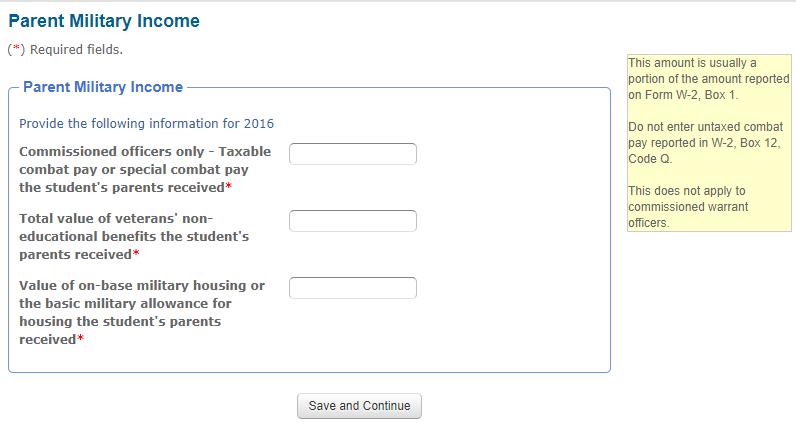 Parent Military Income
(*) Required fields.
Parent Military Income
Provide the following information for 2016
Commissioned officers only - Taxable
combat pay or special combat pay
the student's parents received*
Total value of veterans' non-
educational benefits the student's
parents received*
Value of on-base military housing or
the basic military allowance for
housing the student's parents
received*
Save and Continue
This amount is usually a
portion of the amount reported
on Form W-2, Box 1.
Do not enter untaxed combat
pay reported in W-2, Box 12,
Code Q.
This does not apply to
commissioned warrant
officers.